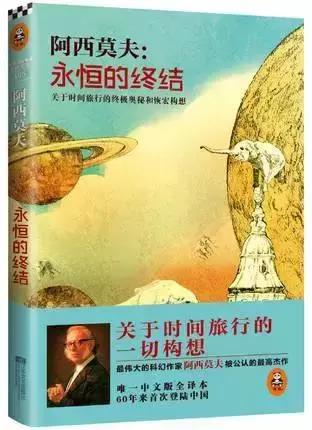 阿西莫夫:
永恒的终结
关于时间旅行的终极奥秘和恢宏构想
阿西莫夫
永恒的终结
关于时间旅行的
一切构想
最伟大的科幻作家阿西莫夫被公认的最高杰作
唯一中文版全译本
60年来首次登陆中国